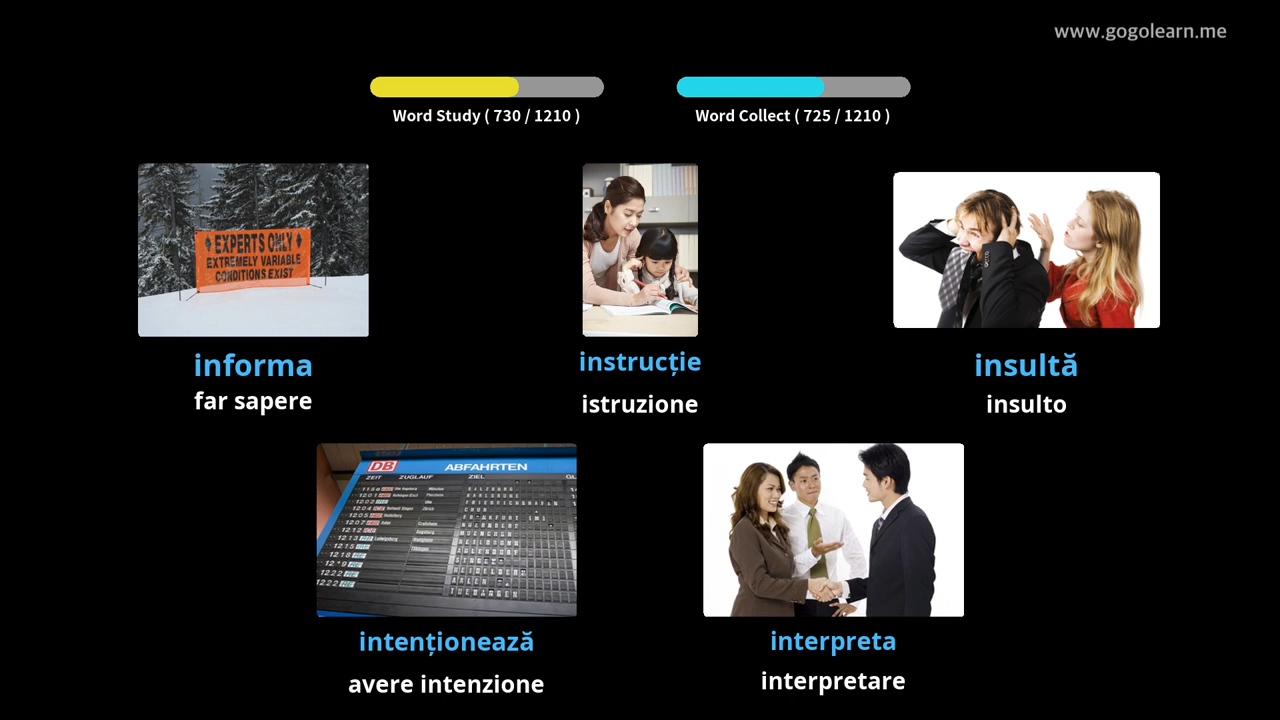 www.gogolearn.me
Word Study ( 730 / 1210 )
Word Collect ( 725 / 1210 )
EXPERTS ONLY
EXTREMELY VARIABLE
CONDITIONS EXIST
informa
far sapere
instrucție
istruzione
insultă
insulto
DB
ABFAHRTEN
ZEIT ZUGLAUF ZIEL
intenționează
avere intenzione
interpreta
interpretare